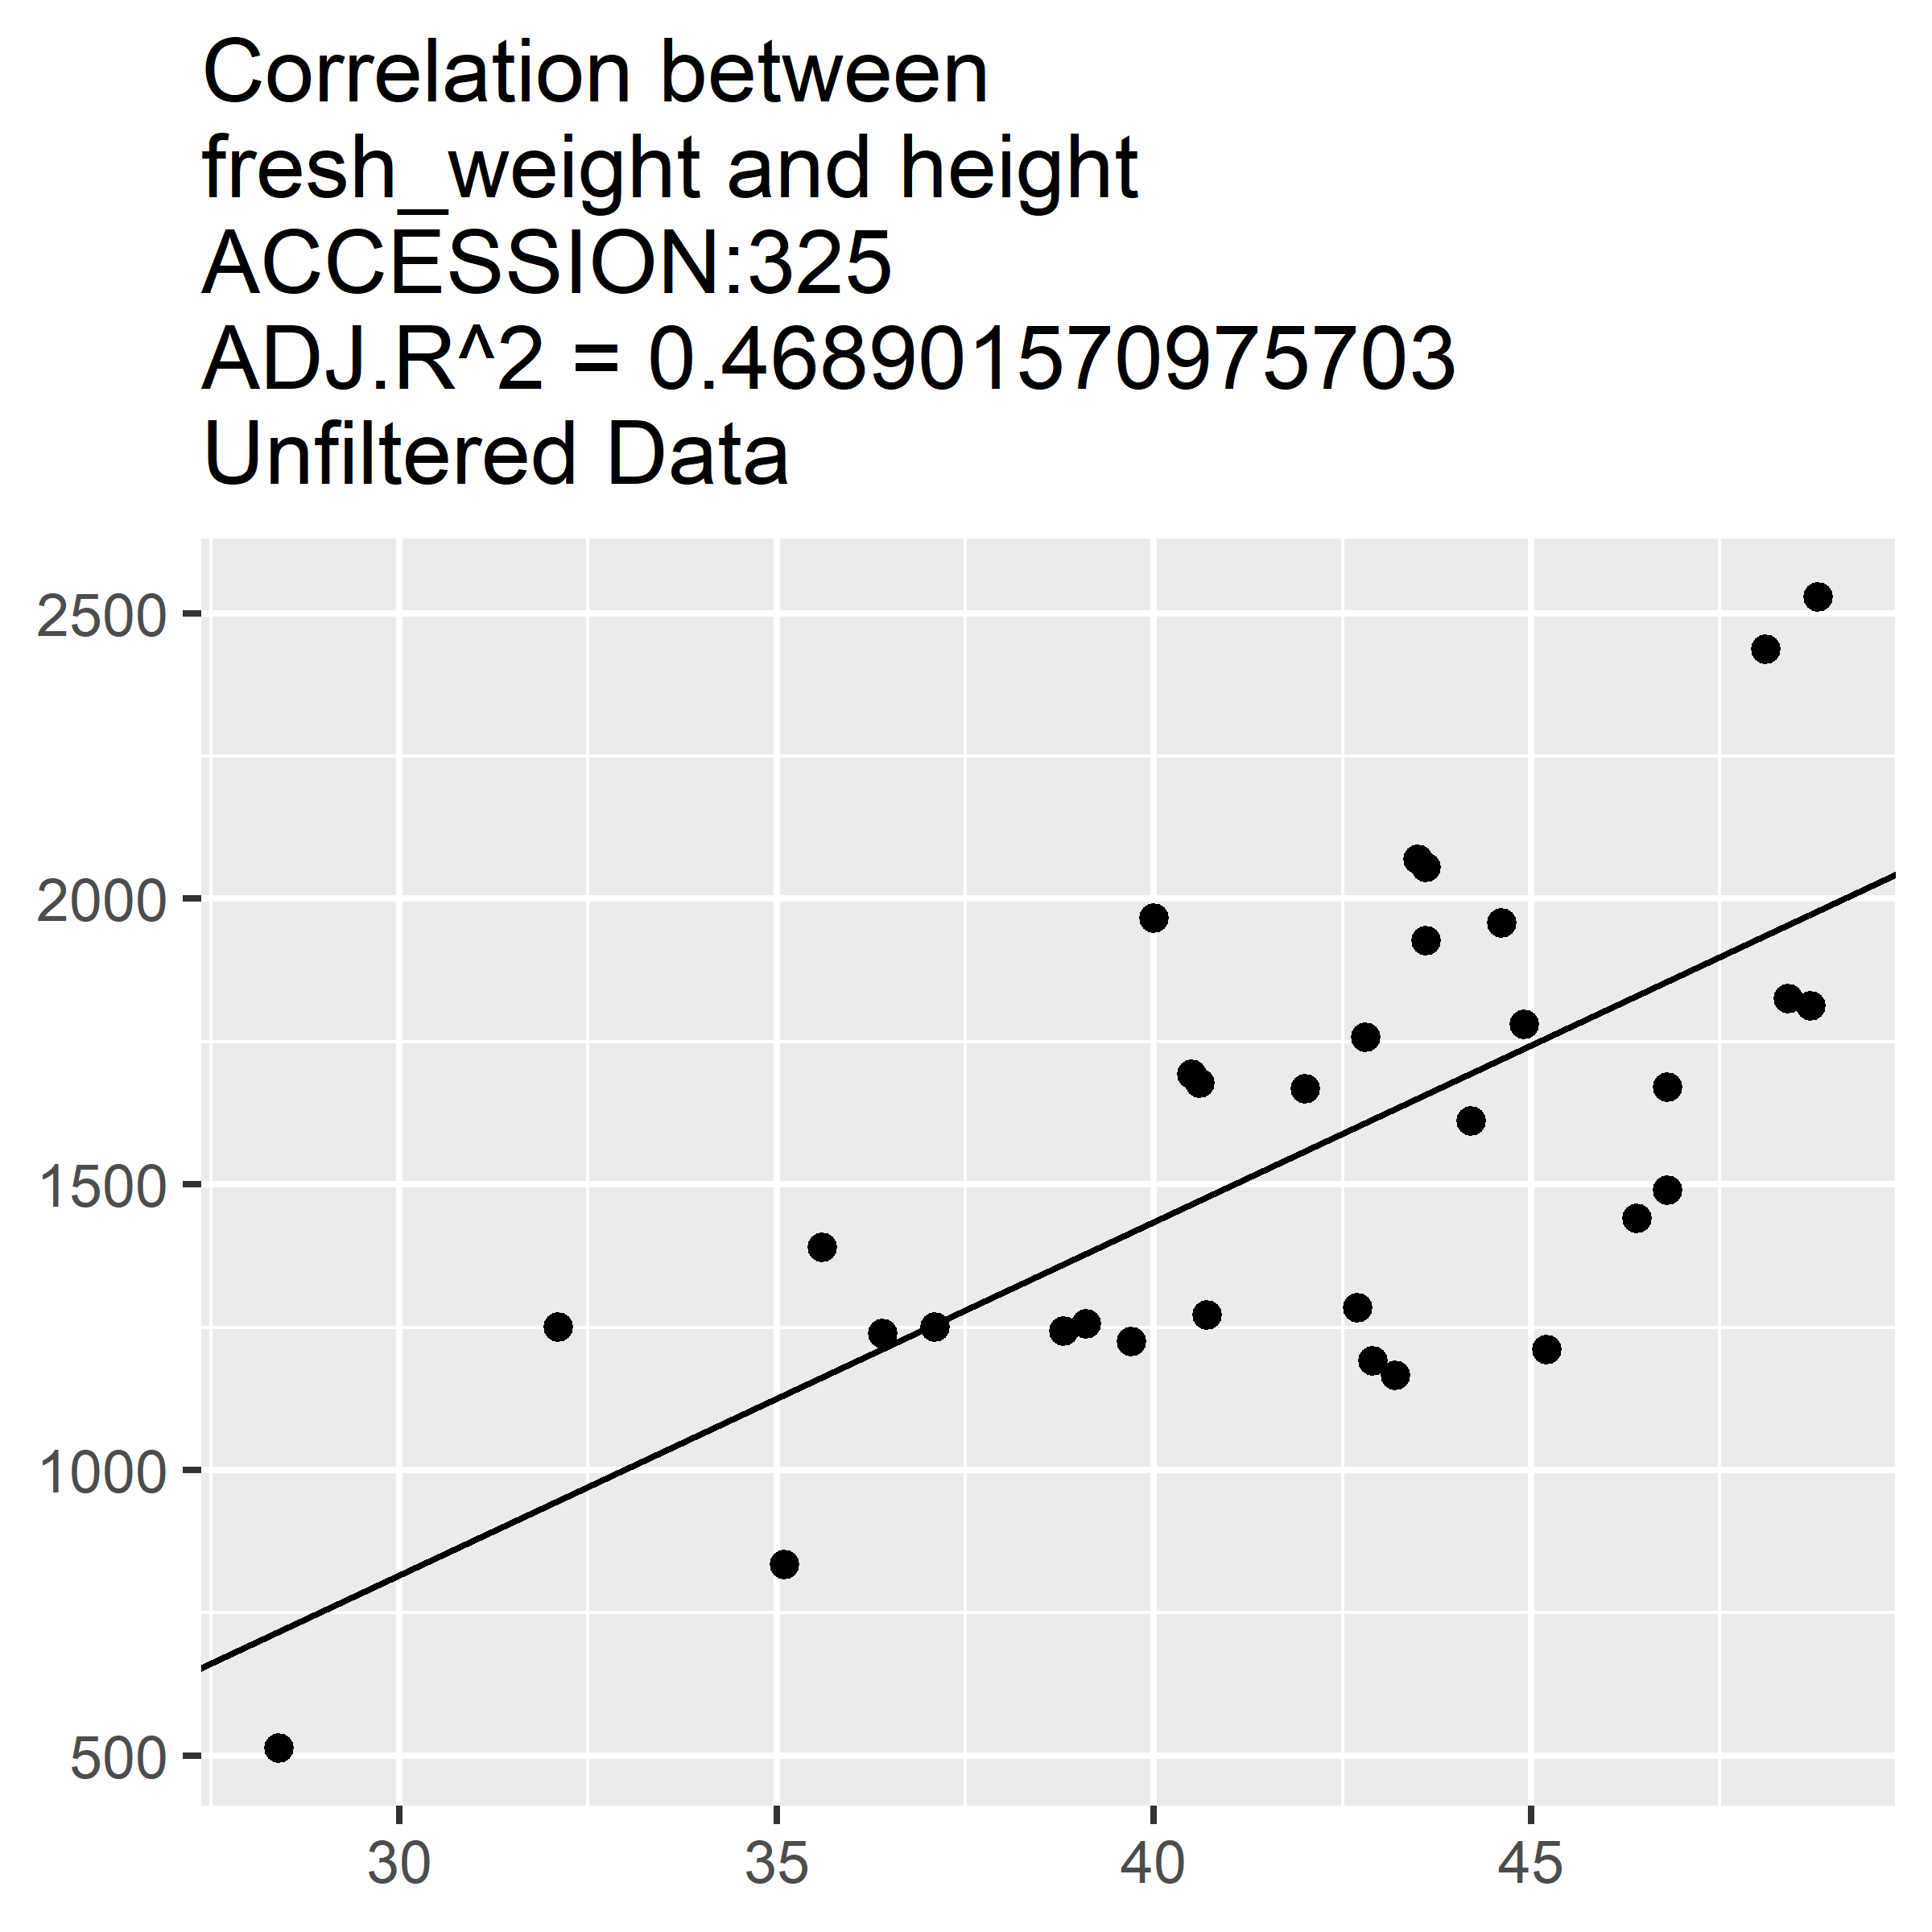 Correlation between
fresh_weight and height
ACCESSION:325
ADJ.R^2 = 0.468901570975703
Unfiltered Data
2500
2000
1500
1000
500
30 35 40 45